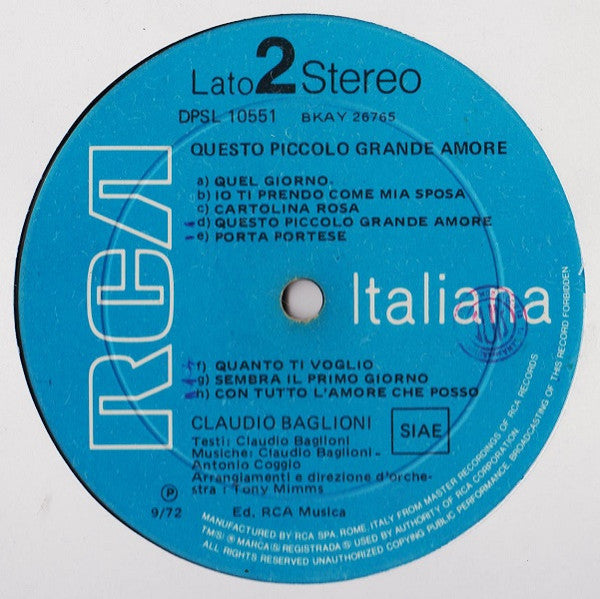 Lato 2 Stereo
DPSL 10551 BKAY 26765
QUESTO PICCOLO GRANDE AMORE
a) QUEL GIORNO
b) IO TI PRENDO COME MIA SPOSA
c) CARTOLINA ROSA
d) QUESTO PICCOLO GRANDE AMORE
e) PORTA PORTESE
RCA
Italiana
f) QUANTO TI VOGLIO
g) SEMBRA IL PRIMO GIORNO
h) CON TUTTO L'AMORE CHE POSSO
CLAUDIO BAGLIONI
SIAE
Testi: Claudio Baglioni
Musiche: Claudio Baglioni-
Antonio Coggio
Arrangiamenti e direzione d'orche-
stra : Tony Mimms
P
9/72
Ed. RCA Musica
MANUFACTURED BY RCA SPA, ROME, ITALY FROM MASTER RECORDINGS OF RCA RECORDS
TM(S) ® MARCA(S) REGISTRADA(S) USED BY AUTHORITY OF RCA CORPORATION
ALL RIGHTS RESERVED UNAUTHORIZED COPYING PUBLIC PERFORMANCE BROADCASTING OF THIS RECORD FORBIDDEN